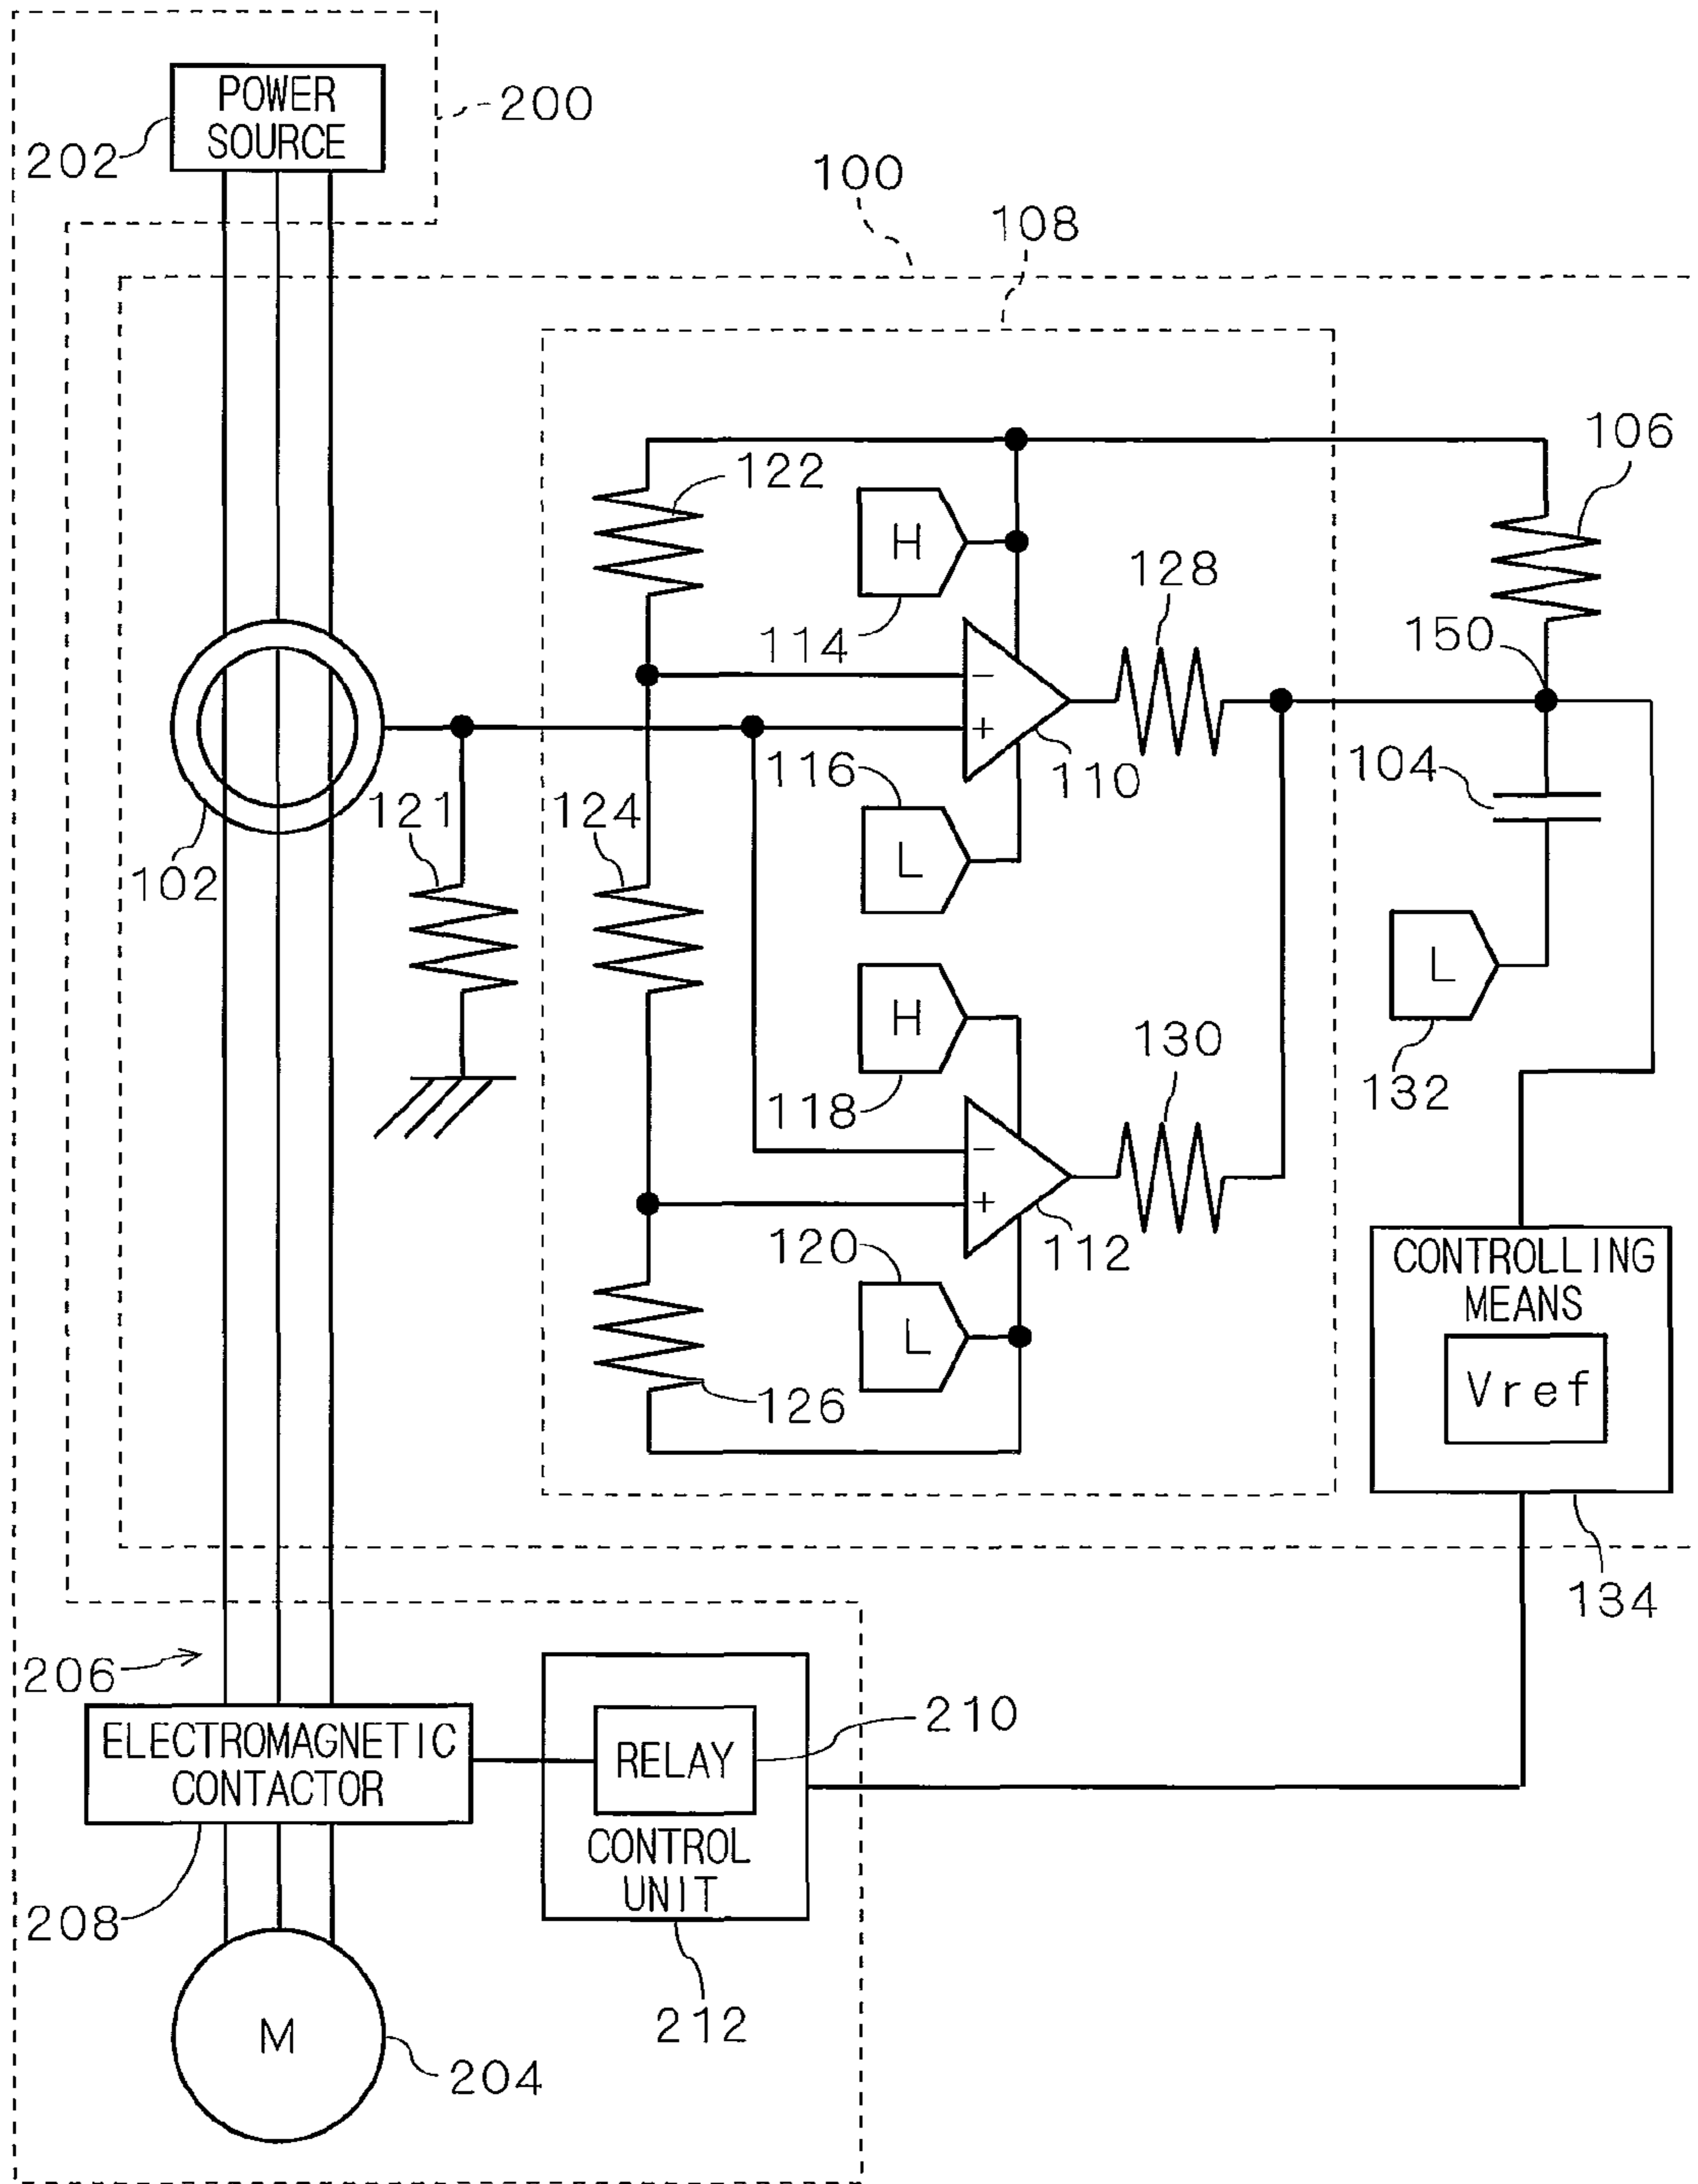 POWER
SOURCE
200
202
100
108
106
122
H
128
114
150
−
+
116
110
104
121
124
102
L
L
H
130
132
118
−
+
120
112
CONTROLLING
MEANS
L
Vref
126
134
206
210
ELECTROMAGNETIC
CONTACTOR
RELAY
CONTROL
UNIT
208
212
M
204